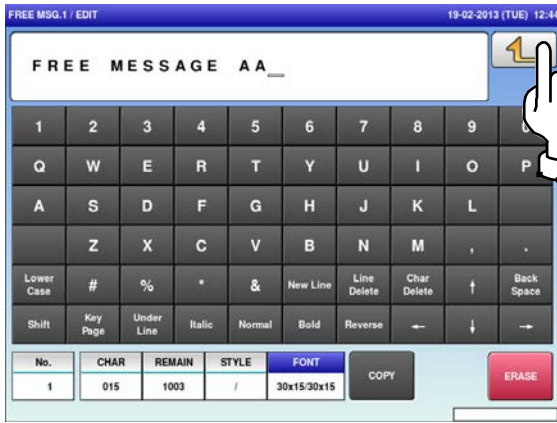 FREE MSG.1 / EDIT 19-02-2013 (TUE) 12:44
FREE MESSAGE AA_
1 2 3 4 5 6 7 8 9
Q W E R T Y U I O P
A S D F G H J K L
Z X C V B N M , .
Lower Case # % * & New Line Line Delete Char Delete ↑ Back Space
Shift Key Page Under Line Italic Normal Bold Reverse ← ↓ →
No. CHAR REMAIN STYLE FONT COPY ERASE
1 015 1003 / 30x15/30x15